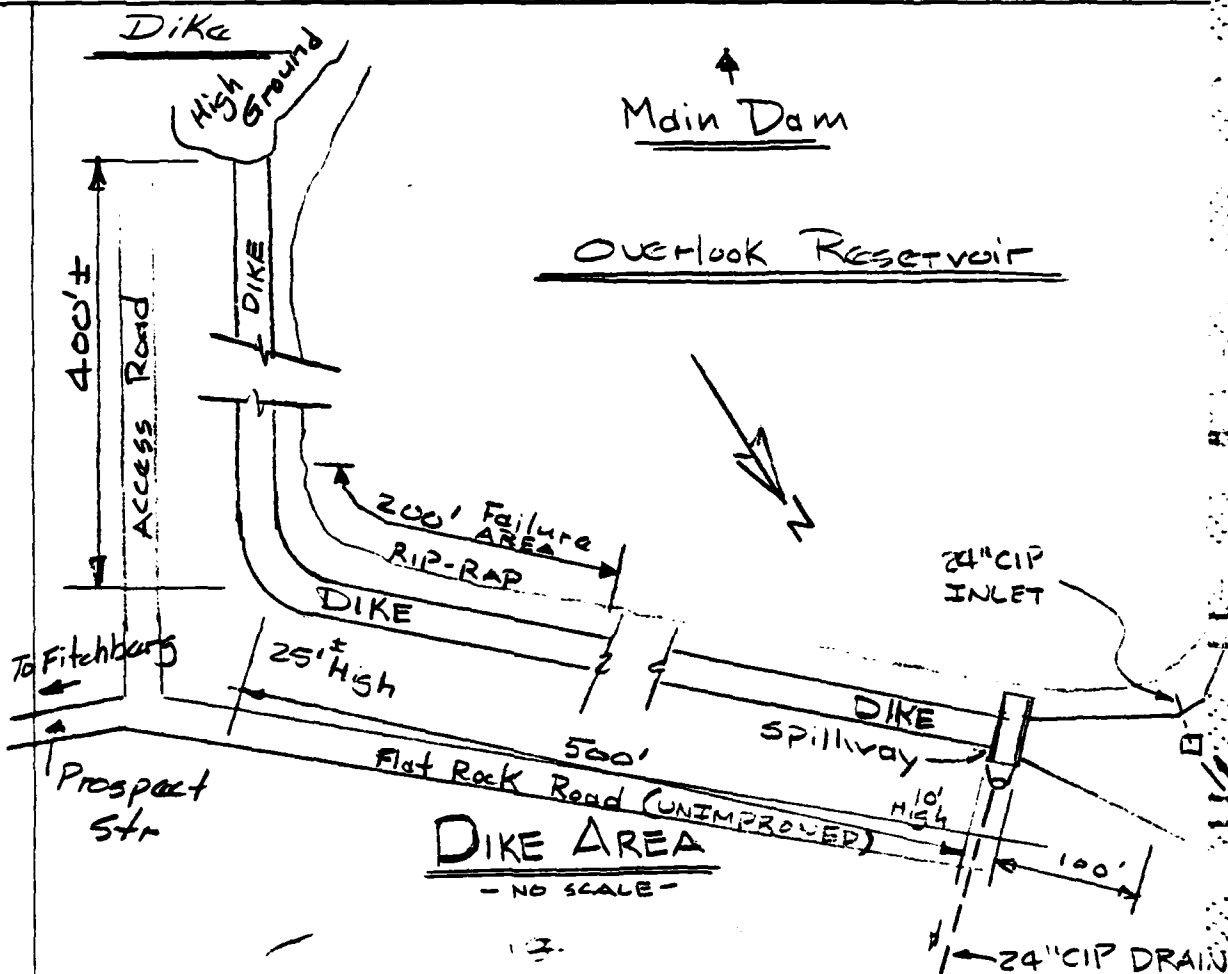 Dike
High
Ground
Main Dam
Overlook Reservoir
400'±
Access Road
DIKE
200' Failure
AREA
RIP-RAP
DIKE
N
24"CIP
INLET
To Fitchburg
25'± High
DIKE
Spillway
500'
Flat Rock Road (UNIMPROVED)
10'
High
Prospect
Str
DIKE AREA
- NO SCALE -
100'
24"CIP DRAIN